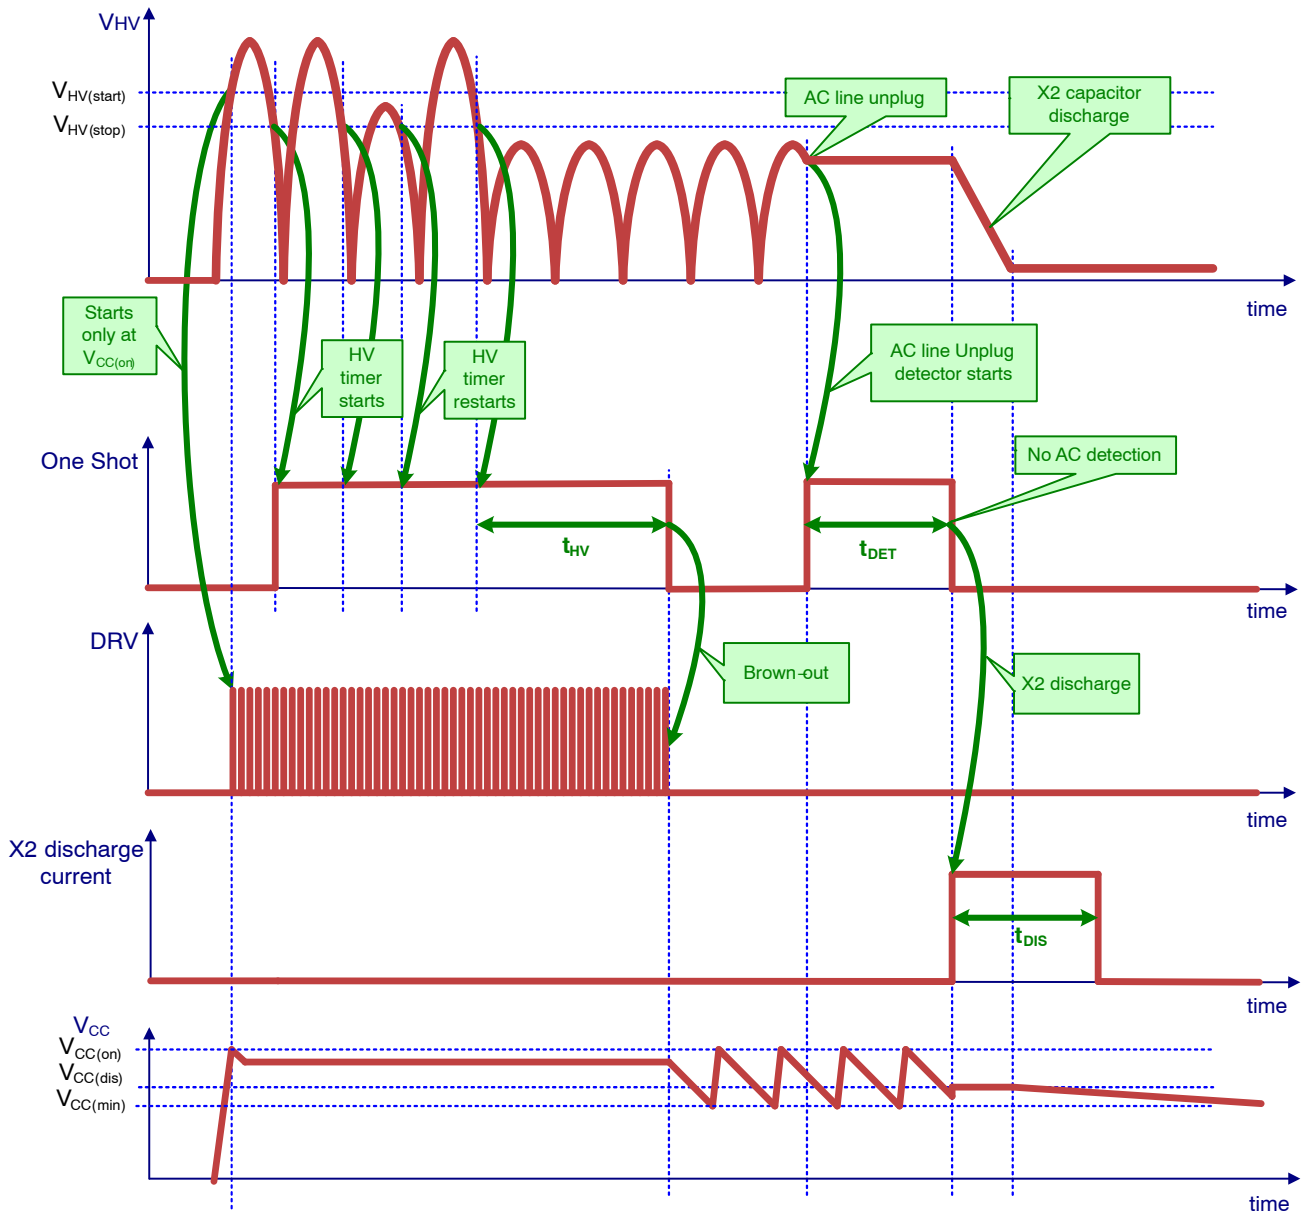 VHV
VHV(start)
VHV(stop)
AC line unplug
X2 capacitor
discharge
time
Starts
only at
VCC(on)
HV
timer
starts
HV
timer
restarts
AC line Unplug
detector starts
One Shot
No AC detection
tHV
tDET
time
DRV
Brown-out
X2 discharge
time
X2 discharge
current
tDIS
time
VCC
VCC(on)
VCC(dis)
VCC(min)
time